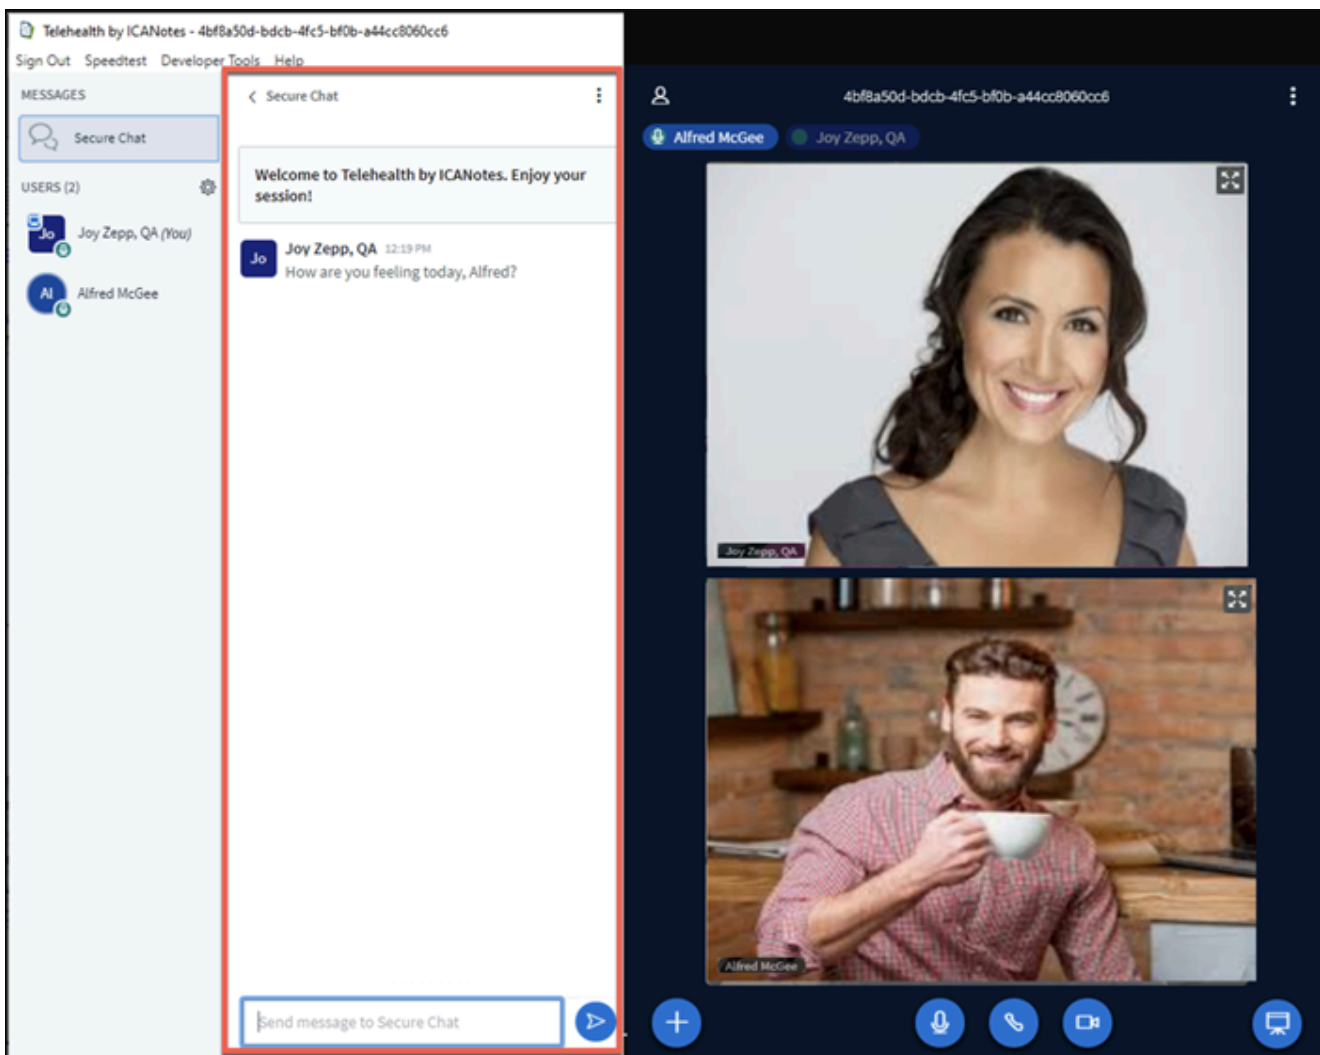 Telehealth by ICANotes - 4bf8a50d-bdcb-4fc5-bf0b-a44cc8060cc6
Sign Out Speedtest Developer Tools Help
MESSAGES
Secure Chat
USERS (2)
Jo
Joy Zepp, QA (You)
Al
Alfred McGee
Secure Chat
Welcome to Telehealth by ICANotes. Enjoy your
session!
Jo
Joy Zepp, QA 12:19 PM
How are you feeling today, Alfred?
Send message to Secure Chat
4bf8a50d-bdcb-4fc5-bf0b-a44cc8060cc6
Alfred McGee
Joy Zepp, QA
Joy Zepp, QA
Alfred McGee